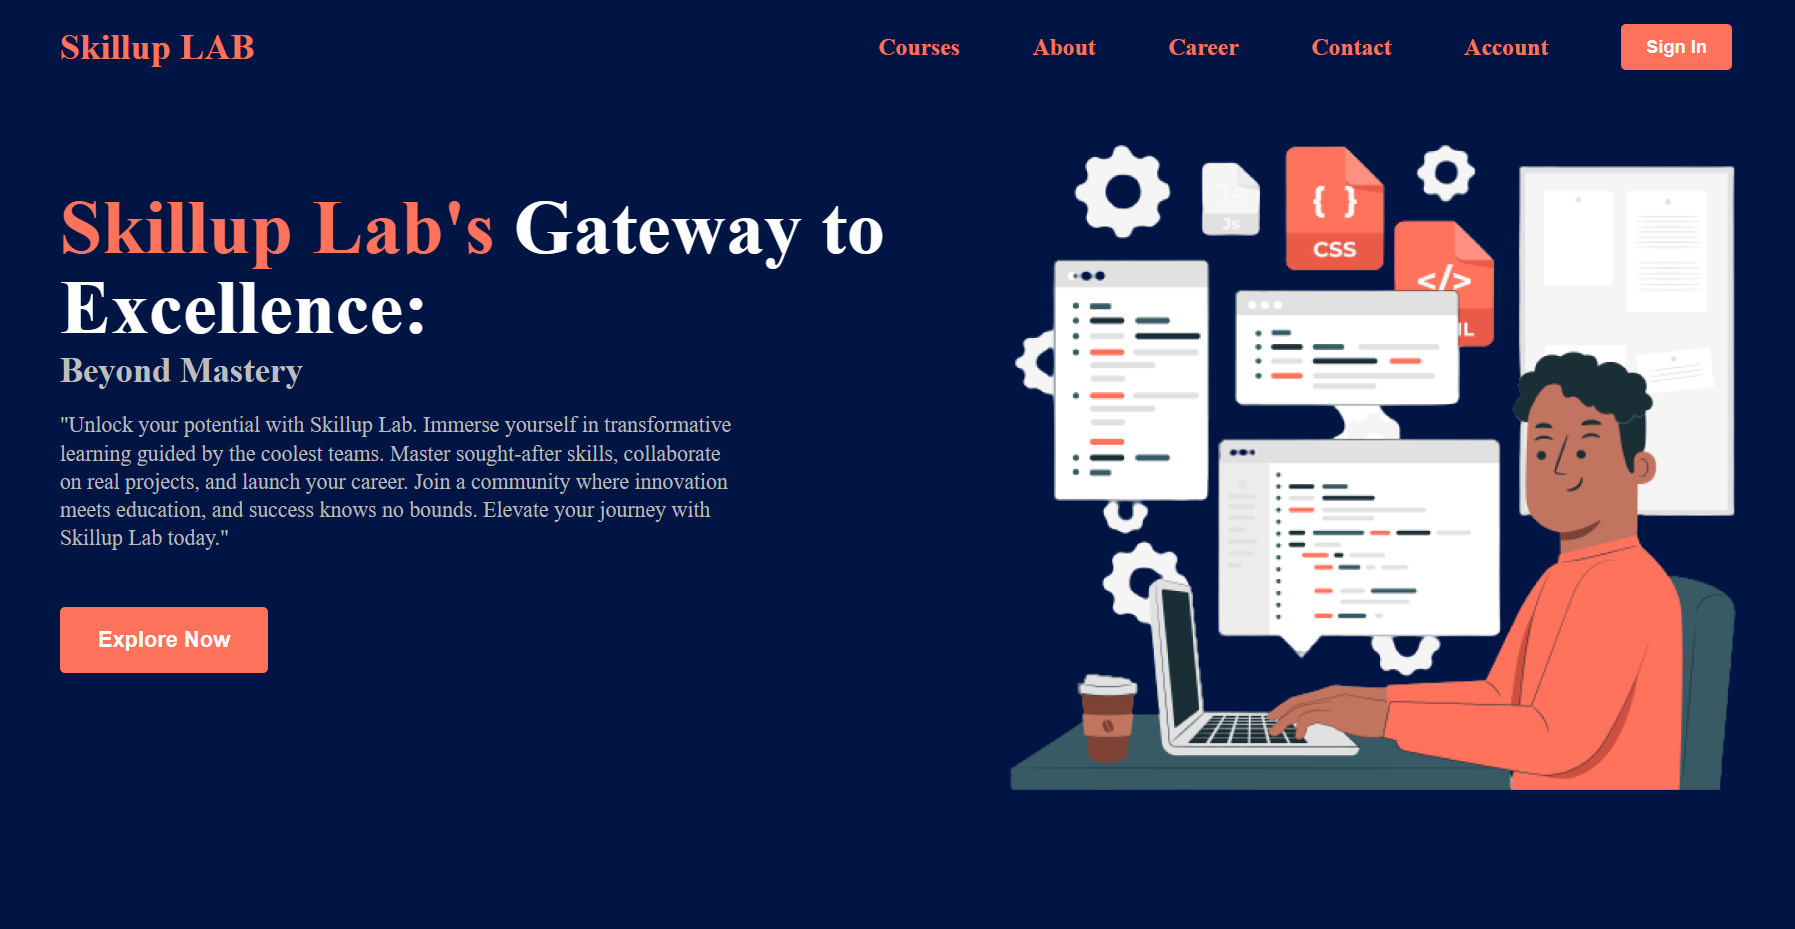 Skillup LAB
Courses About Career Contact Account Sign In
Skillup Lab's Gateway to
Excellence:
Beyond Mastery
"Unlock your potential with Skillup Lab. Immerse yourself in transformative
learning guided by the coolest teams. Master sought-after skills, collaborate
on real projects, and launch your career. Join a community where innovation
meets education, and success knows no bounds. Elevate your journey with
Skillup Lab today."
Explore Now
Js
Js
{ }
CSS
</>